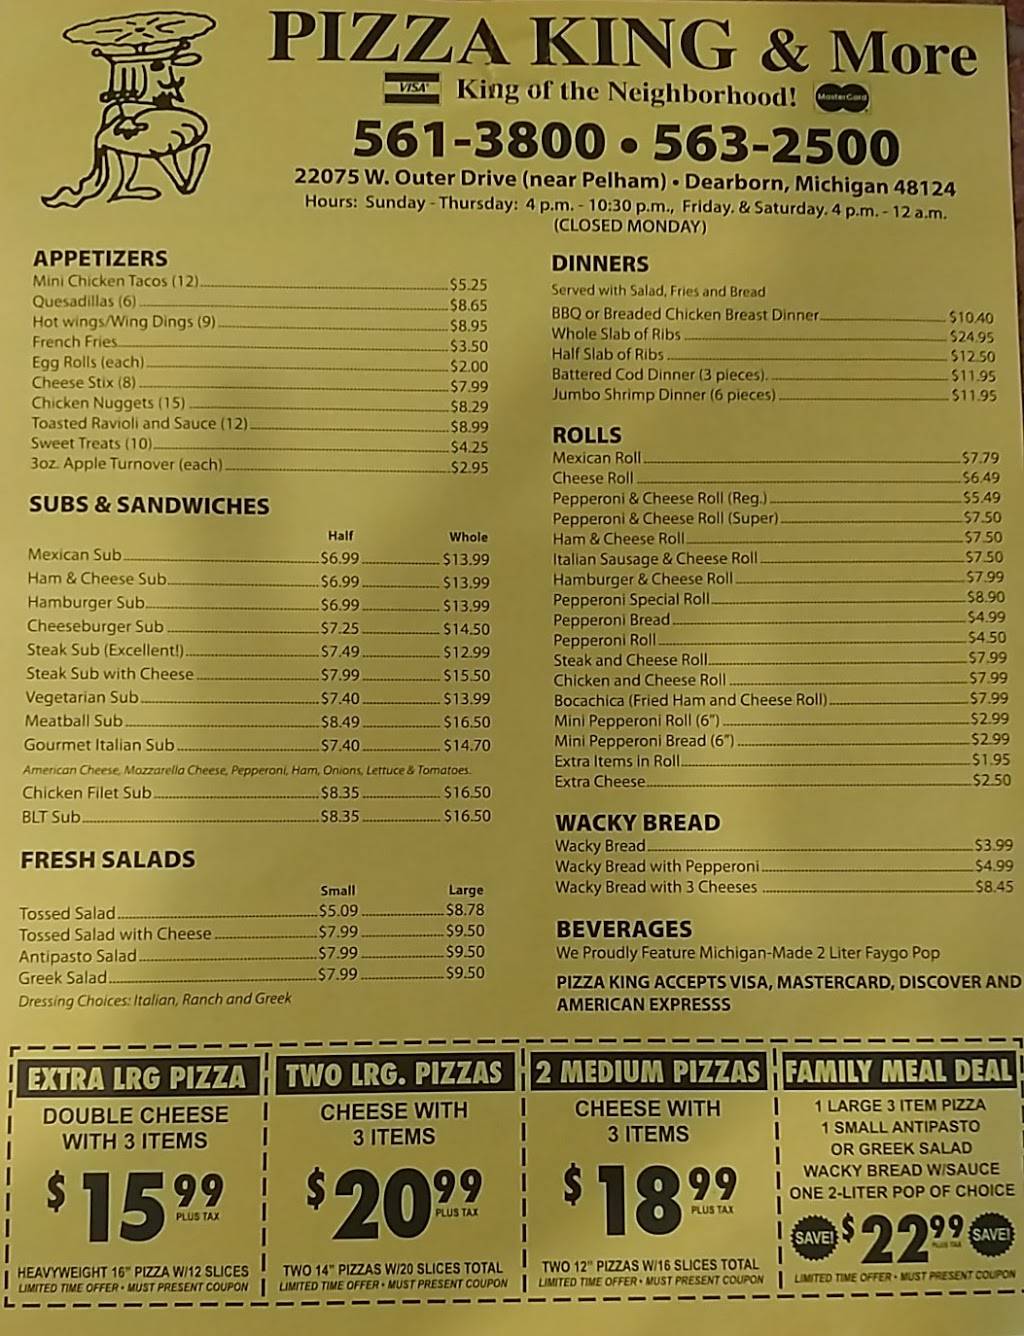 PIZZA KING & More
VISA King of the Neighborhood! MasterCard
561-3800 • 563-2500
22075 W. Outer Drive (near Pelham) • Dearborn, Michigan 48124
Hours: Sunday - Thursday: 4 p.m. - 10:30 p.m., Friday. & Saturday. 4 p.m. - 12 a.m.
(CLOSED MONDAY)
APPETIZERS
Mini Chicken Tacos (12) $5.25
Quesadillas (6) $8.65
Hot wings/Wing Dings (9) $8.95
French Fries $3.50
Egg Rolls (each) $2.00
Cheese Stix (8) $7.99
Chicken Nuggets (15) $8.29
Toasted Ravioli and Sauce (12) $8.99
Sweet Treats (10) $4.25
3oz. Apple Turnover (each) $2.95
SUBS & SANDWICHES
Half Whole
Mexican Sub $6.99 $13.99
Ham & Cheese Sub $6.99 $13.99
Hamburger Sub $6.99 $13.99
Cheeseburger Sub $7.25 $14.50
Steak Sub (Excellent!) $7.49 $12.99
Steak Sub with Cheese $7.99 $15.50
Vegetarian Sub $7.40 $13.99
Meatball Sub $8.49 $16.50
Gourmet Italian Sub $7.40 $14.70
American Cheese, Mozzarella Cheese, Pepperoni, Ham, Onions, Lettuce & Tomatoes.
Chicken Filet Sub $8.35 $16.50
BLT Sub $8.35 $16.50
FRESH SALADS
Small Large
Tossed Salad $5.09 $8.78
Tossed Salad with Cheese $7.99 $9.50
Antipasto Salad $7.99 $9.50
Greek Salad $7.99 $9.50
Dressing Choices: Italian, Ranch and Greek
DINNERS
Served with Salad, Fries and Bread
BBQ or Breaded Chicken Breast Dinner $10.40
Whole Slab of Ribs $24.95
Half Slab of Ribs $12.50
Battered Cod Dinner (3 pieces). $11.95
Jumbo Shrimp Dinner (6 pieces) $11.95
ROLLS
Mexican Roll $7.79
Cheese Roll $6.49
Pepperoni & Cheese Roll (Reg.) $5.49
Pepperoni & Cheese Roll (Super) $7.50
Ham & Cheese Roll $7.50
Italian Sausage & Cheese Roll $7.50
Hamburger & Cheese Roll $7.99
Pepperoni Special Roll $8.90
Pepperoni Bread $4.99
Pepperoni Roll $4.50
Steak and Cheese Roll $7.99
Chicken and Cheese Roll $7.99
Bocachica (Fried Ham and Cheese Roll) $7.99
Mini Pepperoni Roll (6") $2.99
Mini Pepperoni Bread (6") $2.99
Extra Items in Roll $1.95
Extra Cheese $2.50
WACKY BREAD
Wacky Bread $3.99
Wacky Bread with Pepperoni $4.99
Wacky Bread with 3 Cheeses $8.45
BEVERAGES
We Proudly Feature Michigan-Made 2 Liter Faygo Pop
PIZZA KING ACCEPTS VISA, MASTERCARD, DISCOVER AND
AMERICAN EXPRESSS
EXTRA LRG PIZZA
DOUBLE CHEESE
WITH 3 ITEMS
$15.99
PLUS TAX
HEAVYWEIGHT 16" PIZZA W/12 SLICES
LIMITED TIME OFFER • MUST PRESENT COUPON
TWO LRG. PIZZAS
CHEESE WITH
3 ITEMS
$20.99
PLUS TAX
TWO 14" PIZZAS W/20 SLICES TOTAL
LIMITED TIME OFFER • MUST PRESENT COUPON
2 MEDIUM PIZZAS
CHEESE WITH
3 ITEMS
$18.99
PLUS TAX
TWO 12" PIZZAS W/16 SLICES TOTAL
LIMITED TIME OFFER • MUST PRESENT COUPON
FAMILY MEAL DEAL
1 LARGE 3 ITEM PIZZA
1 SMALL ANTIPASTO
OR GREEK SALAD
WACKY BREAD W/SAUCE
ONE 2-LITER POP OF CHOICE
SAVE! $22.99 SAVE!
PLUS TAX
LIMITED TIME OFFER • MUST PRESENT COUPON